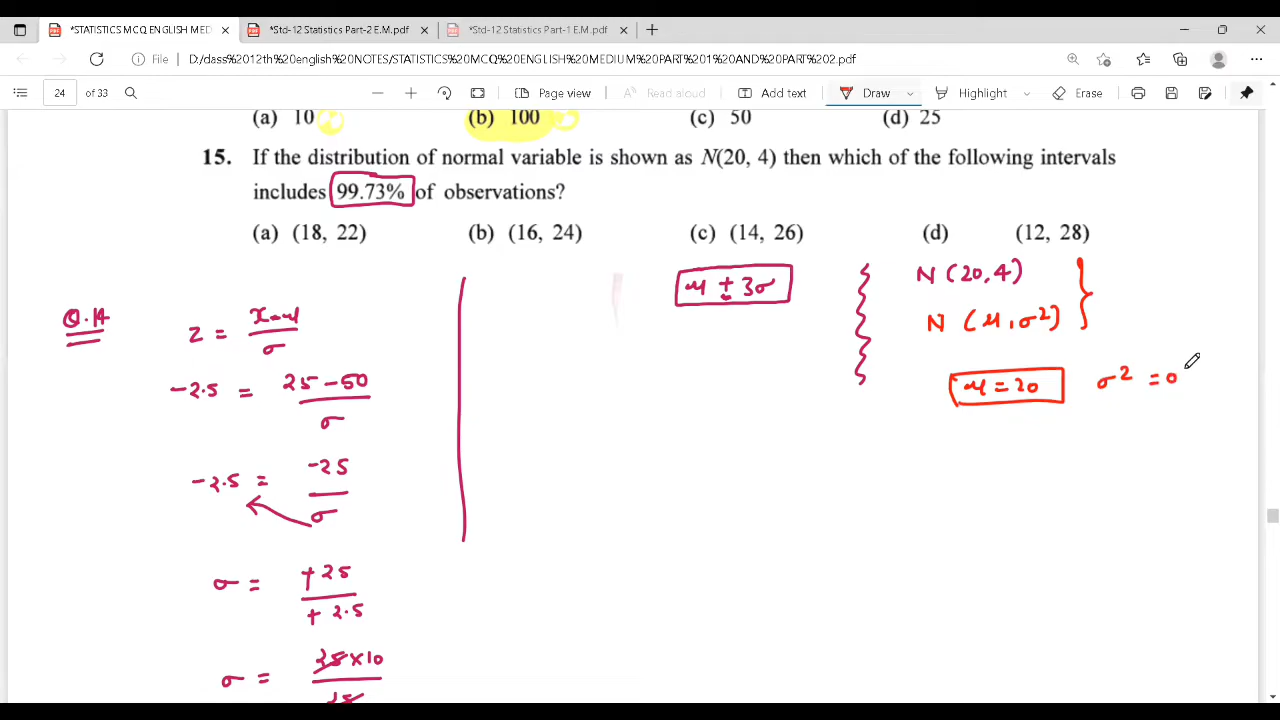 *STATISTICS MCQ ENGLISH MED
*Std-12 Statistics Part-2 E.M.pdf
*Std-12 Statistics Part-1 E.M.pdf
File
D:/dass%2012th%20english%20NOTES/STATISTICS%20MCQ%20ENGLISH%20MEDIUM%20PART%201%20AND%20PART%202.pdf
24 of 33
Page view
Read aloud
Add text
Draw
Highlight
Erase
(a) 10 (b) 100 (c) 50 (d) 25
15. If the distribution of normal variable is shown as N(20, 4) then which of the following intervals
includes 99.73% of observations?
(a) (18, 22) (b) (16, 24) (c) (14, 26) (d) (12, 28)
Q.14
z = x-μ / σ
-2.5 = 25-50 / σ
-2.5 = -25 / σ
σ = +25 / +2.5
σ = 25×10 / 25
μ ± 3σ
N (20,4)
N (μ, σ²)
μ = 20 σ² = 0